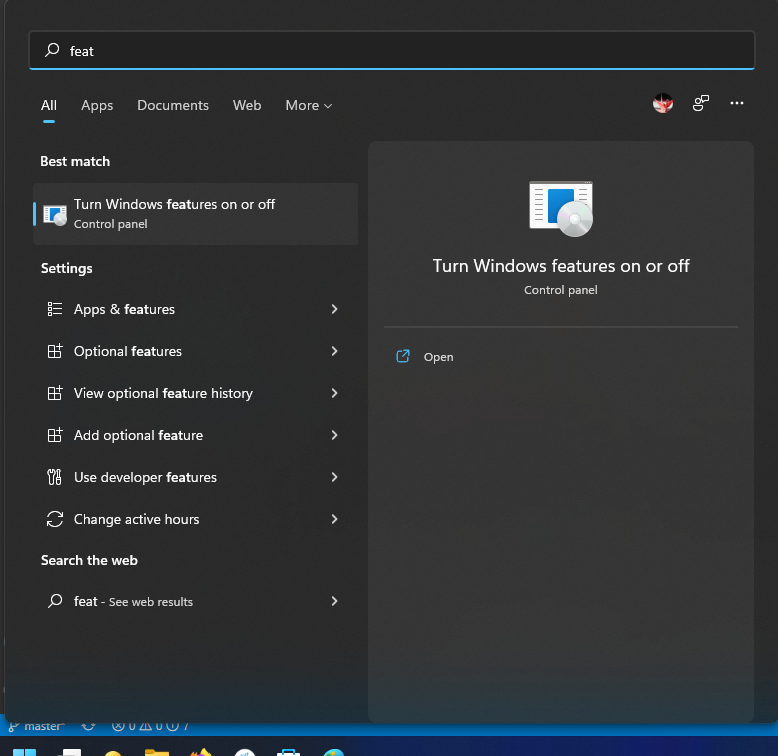 feat
All Apps Documents Web More
Best match
Turn Windows features on or off
Control panel
Settings
Apps & features
Optional features
View optional feature history
Add optional feature
Use developer features
Change active hours
Search the web
feat - See web results
Turn Windows features on or off
Control panel
Open
master* 0 0 7